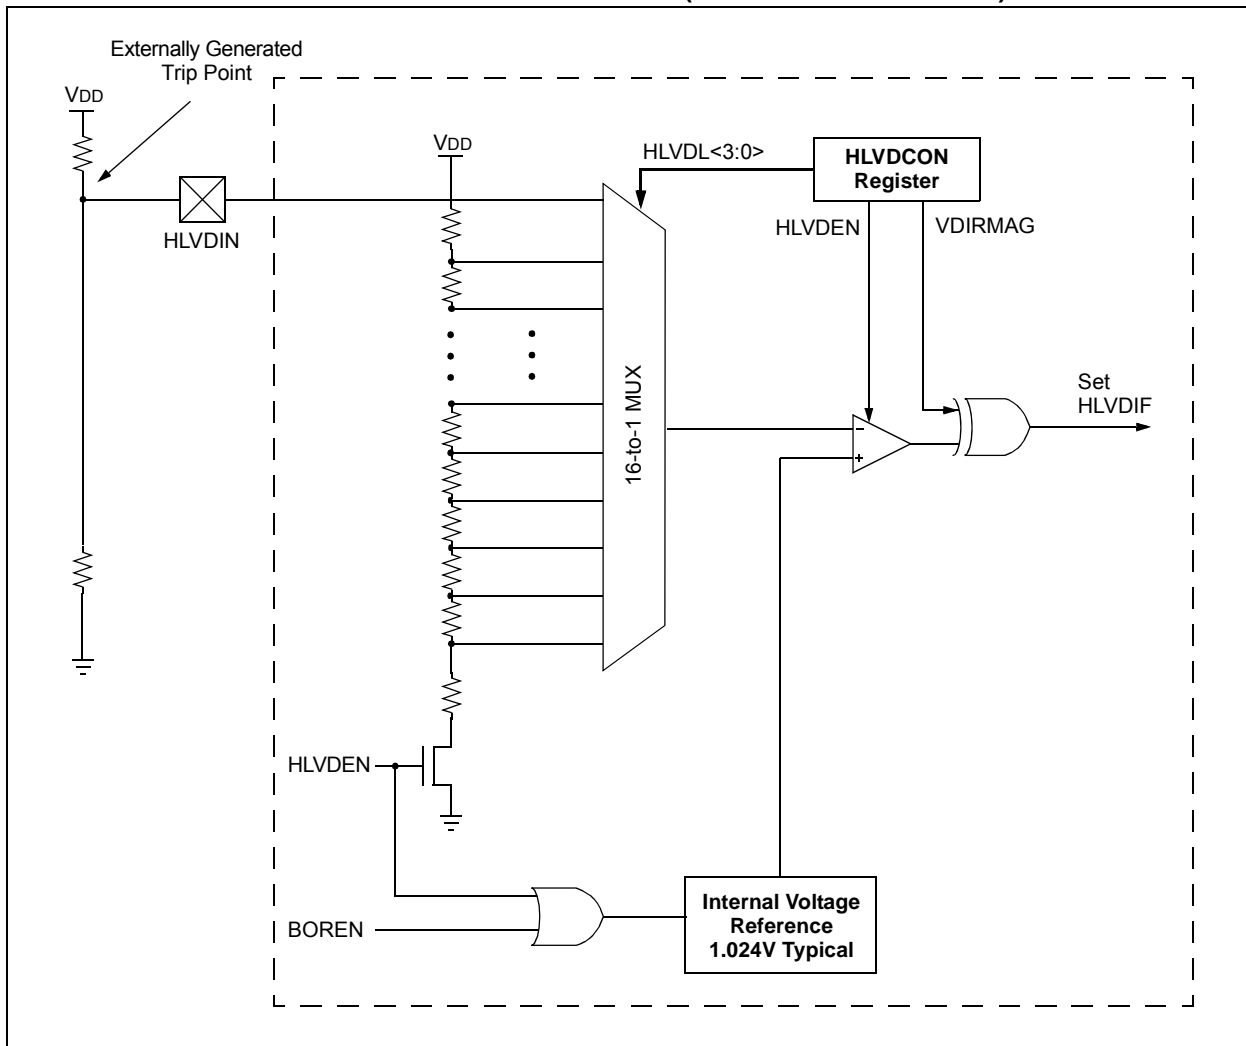 Externally Generated
Trip Point
VDD
VDD
HLVDIN
HLVDL<3:0>
HLVDCON
Register
HLVDEN
VDIRMAG
16-to-1 MUX
–
+
Set
HLVDIF
HLVDEN
BOREN
Internal Voltage
Reference
1.024V Typical